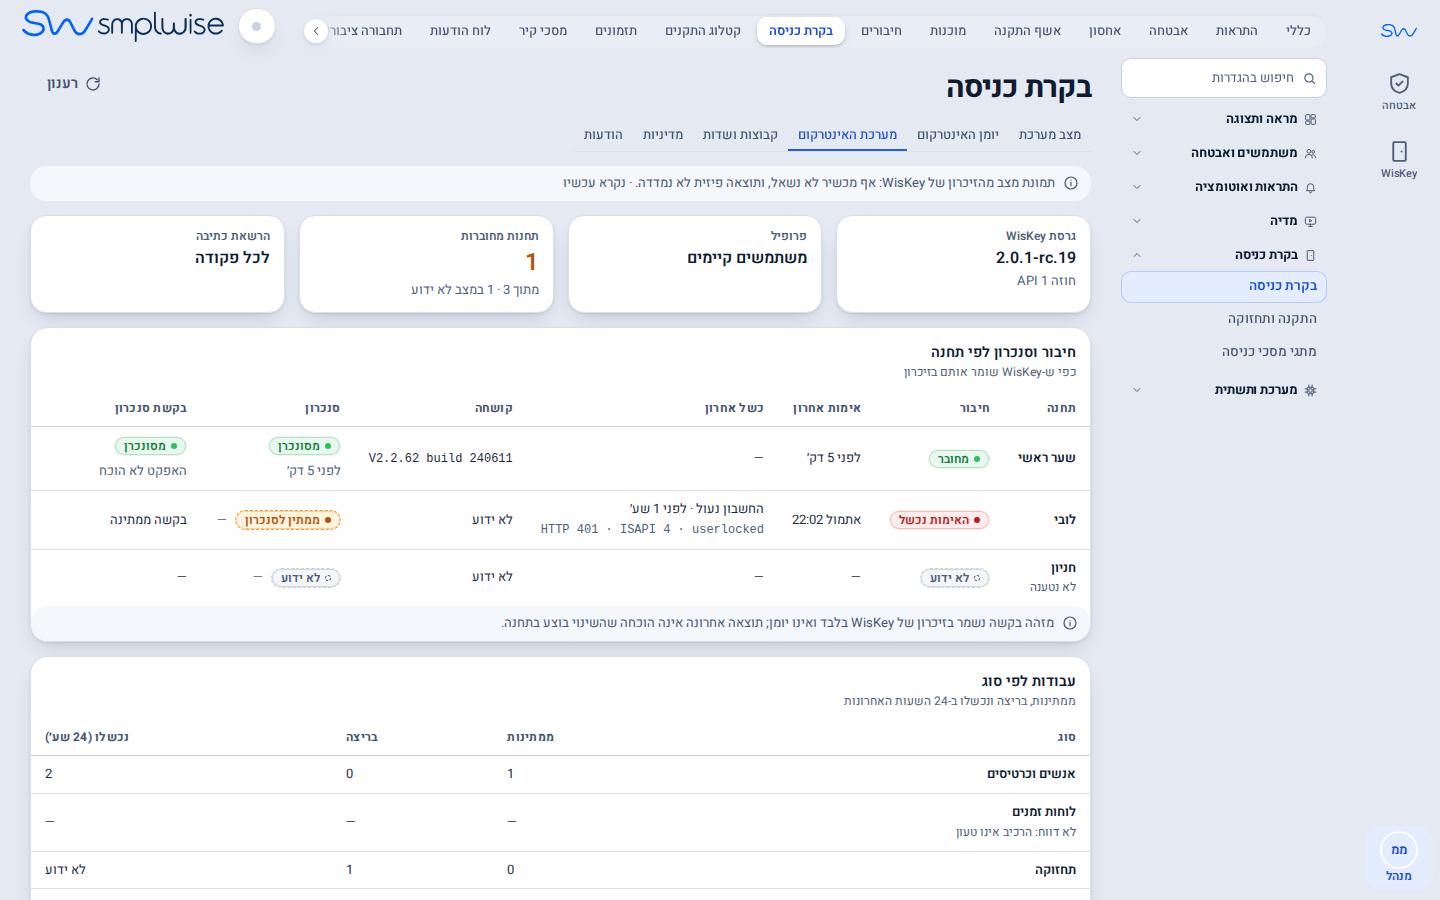 כללי
התראות
אבטחה
אחסון
אשף התקנה
מוכנות
חיבורים
בקרת כניסה
קטלוג התקנים
תזמונים
מסכי קיר
לוח הודעות
תחבורה ציבור
smplwise
אבטחה
WisKey
חיפוש בהגדרות
מראה ותצוגה
משתמשים ואבטחה
התראות ואוטומציה
מדיה
בקרת כניסה
בקרת כניסה
התקנה ותחזוקה
מתגי מסכי כניסה
מערכת ותשתית
ממ
מנהל
בקרת כניסה
רענון
מצב מערכת
יומן האינטרקום
מערכת האינטרקום
קבוצות ושדות
מדיניות
הודעות
תמונת מצב מהזיכרון של WisKey: אף מכשיר לא נשאל, ותוצאה פיזית לא נמדדה. · נקרא עכשיו
גרסת WisKey
2.0.1-rc.19
חוזה API 1
פרופיל
משתמשים קיימים
תחנות מחוברות
1
מתוך 3 · 1 במצב לא ידוע
הרשאת כתיבה
לכל פקודה
חיבור וסנכרון לפי תחנה
כפי ש-WisKey שומר אותם בזיכרון
תחנה חיבור אימות אחרון כשל אחרון קושחה סנכרון בקשת סנכרון
שער ראשי מחובר לפני 5 דק׳ — V2.2.62 build 240611 מסונכרן מסונכרן
לפני 5 דק׳ האפקט לא הוכח
לובי האימות נכשל אתמול 22:02 החשבון נעול · לפני 1 שע׳ לא ידוע ממתין לסנכרון — בקשה ממתינה
HTTP 401 · ISAPI 4 · userlocked
חניון לא ידוע — — לא ידוע לא ידוע — —
לא נטענה
מזהה בקשה נשמר בזיכרון של WisKey בלבד ואינו יומן; תוצאה אחרונה אינה הוכחה שהשינוי בוצע בתחנה.
עבודות לפי סוג
ממתינות, בריצה ונכשלו ב-24 השעות האחרונות
סוג ממתינות בריצה נכשלו (24 שע׳)
אנשים וכרטיסים 1 0 2
לוחות זמנים — — —
לא דווח: הרכיב אינו טעון
תחזוקה 0 1 לא ידוע